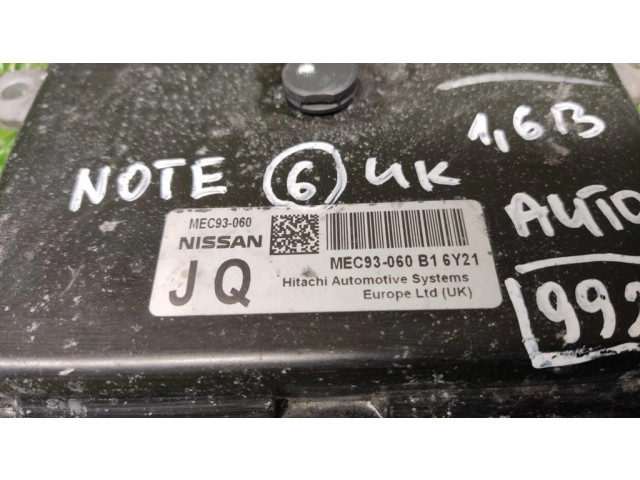 1,6B
NOTE 6 UK
AUTO
MEC93-060
NISSAN
MEC93-060 B1 6Y21
JQ
Hitachi Automotive Systems
Europe Ltd (UK)